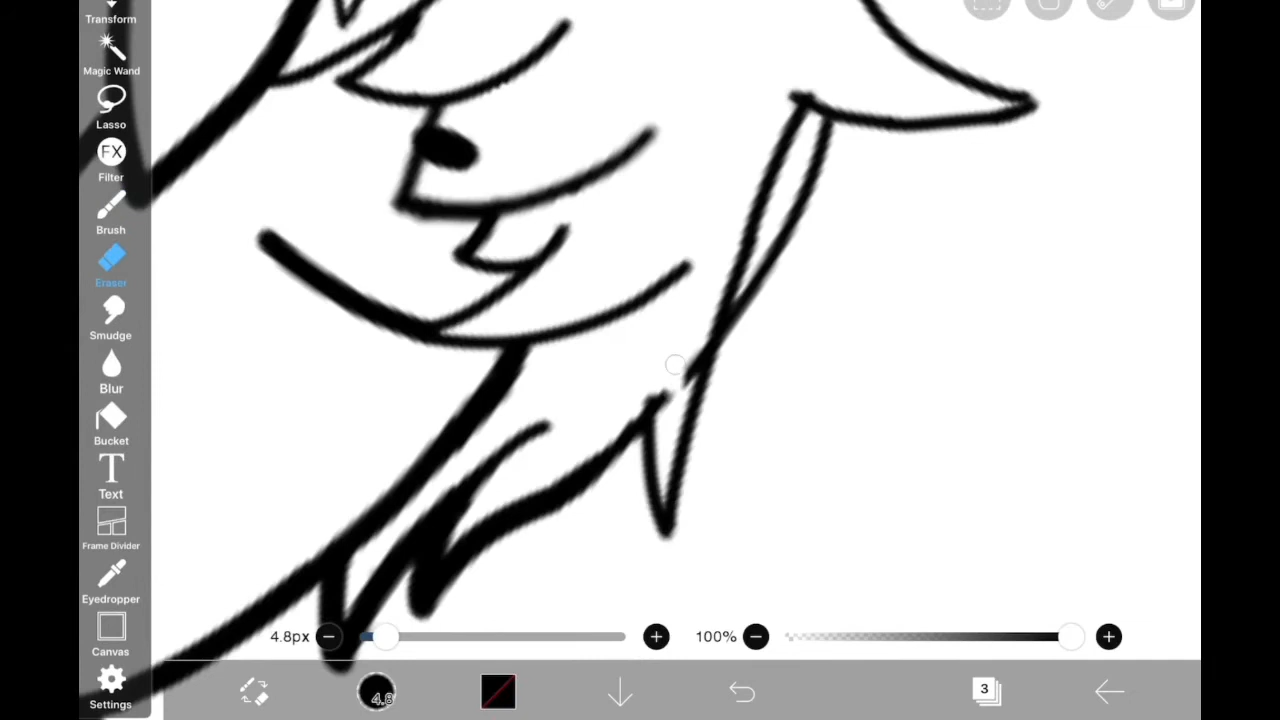 Transform
Magic Wand
Lasso
FX
Filter
Brush
Eraser
Smudge
Blur
Bucket
T
Text
Frame Divider
Eyedropper
Canvas
Settings
4.8px
100%
4.8
3